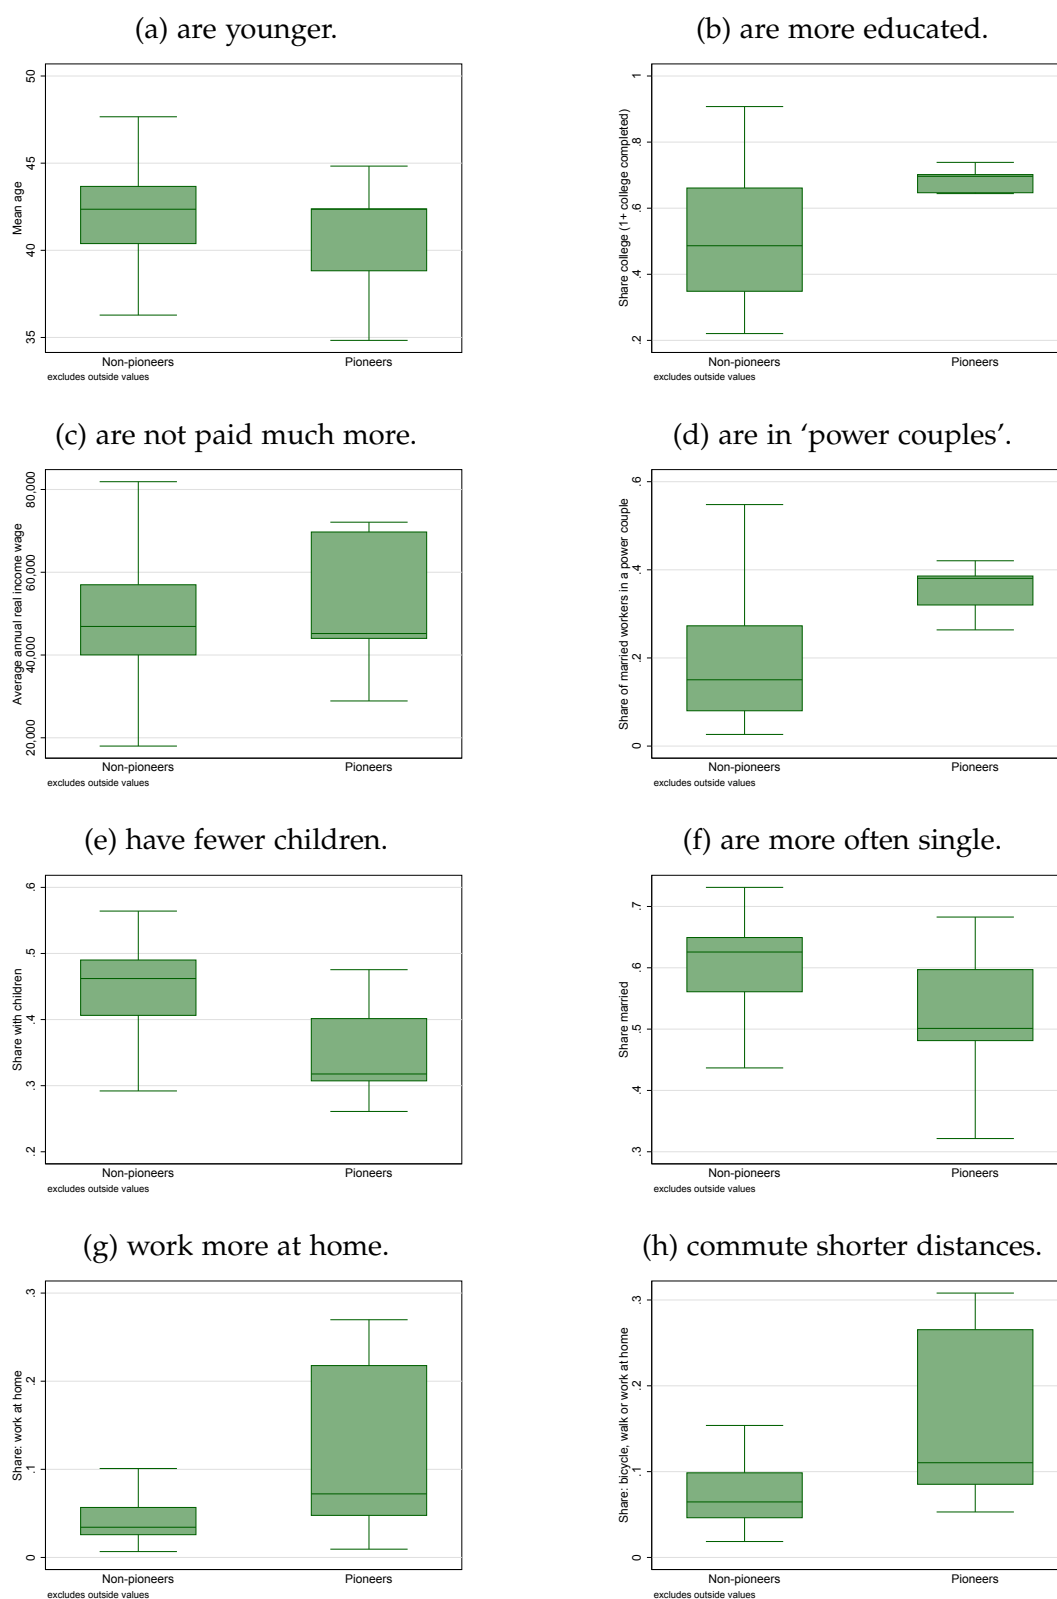 (a) are younger.
Mean age
50
45
40
35
Non-pioneers
Pioneers
excludes outside values
(b) are more educated.
Share college (1+ college completed)
1
.8
.6
.4
.2
Non-pioneers
Pioneers
excludes outside values
(c) are not paid much more.
Average annual real income wage
80,000
60,000
40,000
20,000
Non-pioneers
Pioneers
excludes outside values
(d) are in ‘power couples’.
Share of married workers in a power couple
.6
.4
.2
0
Non-pioneers
Pioneers
excludes outside values
(e) have fewer children.
Share with children
.6
.5
.4
.3
.2
Non-pioneers
Pioneers
excludes outside values
(f) are more often single.
Share married
.7
.6
.5
.4
.3
Non-pioneers
Pioneers
excludes outside values
(g) work more at home.
Share: work at home
.3
.2
.1
0
Non-pioneers
Pioneers
excludes outside values
(h) commute shorter distances.
Share: bicycle, walk or work at home
.3
.2
.1
0
Non-pioneers
Pioneers
excludes outside values